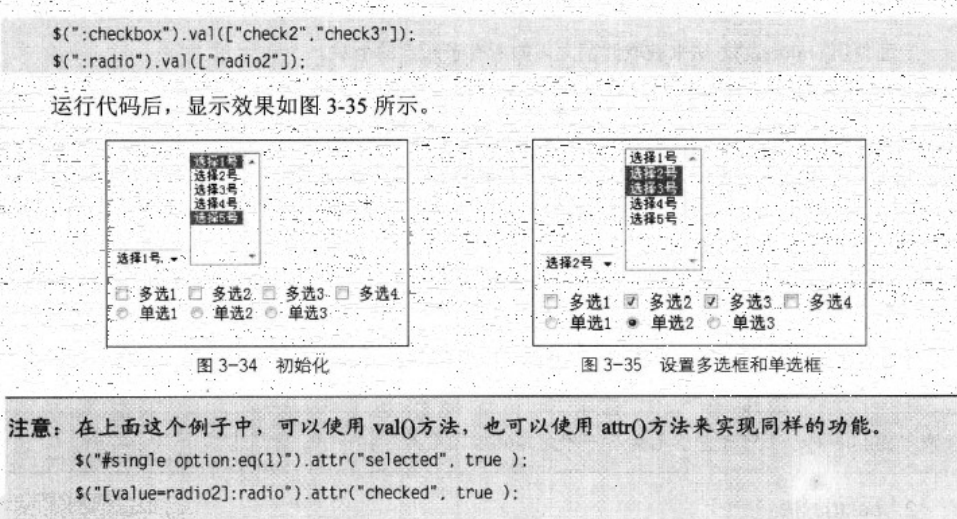 $(":checkbox").val(["check2","check3"]);
$(":radio").val(["radio2"]);
运行代码后，显示效果如图 3-35 所示。
选择1号
选择2号
选择3号
选择4号
选择5号
选择1号
多选1 多选2 多选3 多选4
单选1 单选2 单选3
图 3-34 初始化
选择1号
选择2号
选择3号
选择4号
选择5号
选择2号
多选1 多选2 多选3 多选4
单选1 单选2 单选3
图 3-35 设置多选框和单选框
注意：在上面这个例子中，可以使用 val()方法，也可以使用 attr()方法来实现同样的功能。
$("#single option:eq(1)").attr("selected", true );
$("[value=radio2]:radio").attr("checked", true );